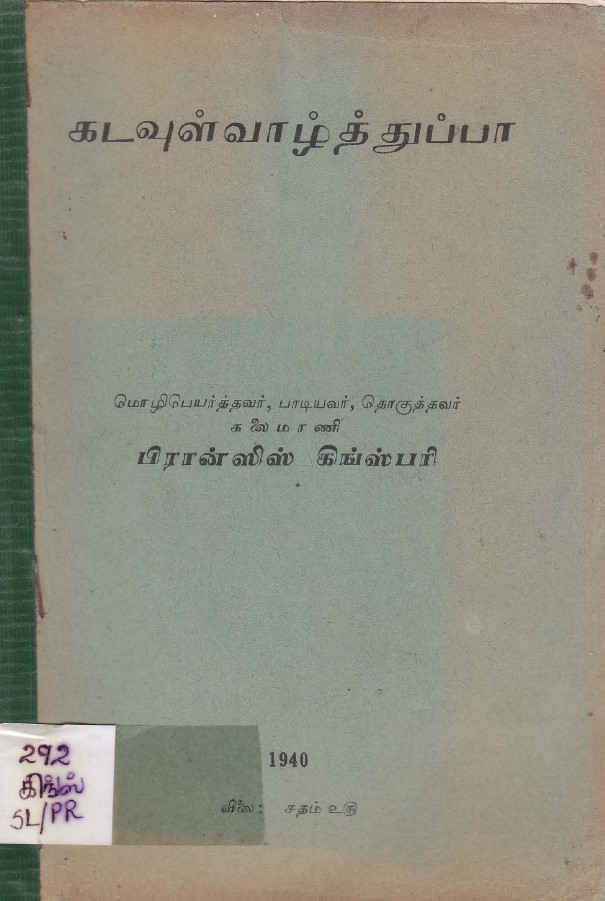 கடவுள்வாழ்த்துப்பா
மொழிபெயர்த்தவர், பாடியவர், தொகுத்தவர்
கலைமாணி
பிரான்ஸிஸ் கிங்ஸ்பரி
1940
விலை: சதம் உரு
292
கிங்ஸ்
SL/PR